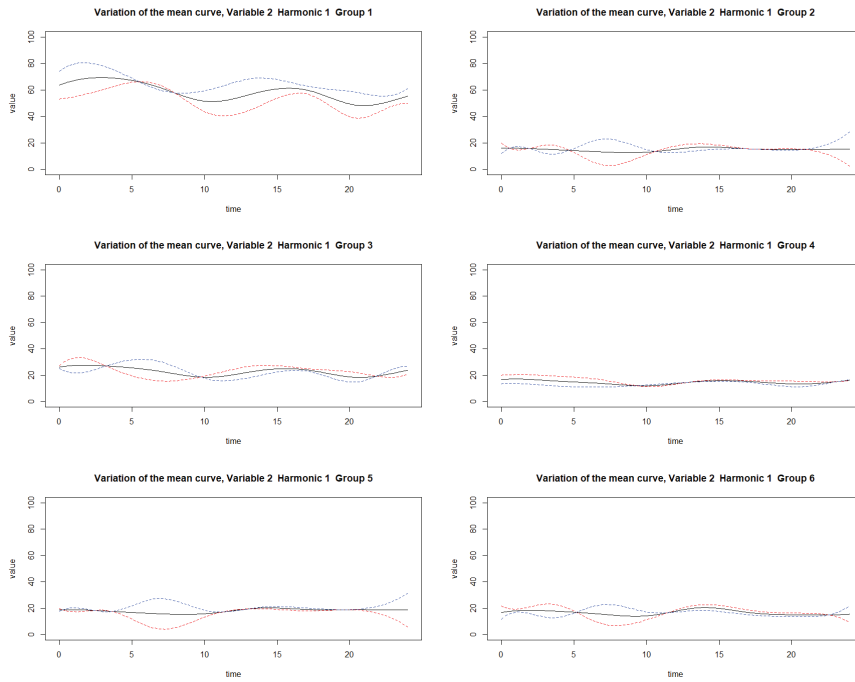 Variation of the mean curve, Variable 2 Harmonic 1 Group 1
value
0 20 40 60 80 100
0 5 10 15 20
time
Variation of the mean curve, Variable 2 Harmonic 1 Group 2
value
0 20 40 60 80 100
0 5 10 15 20
time
Variation of the mean curve, Variable 2 Harmonic 1 Group 3
value
0 20 40 60 80 100
0 5 10 15 20
time
Variation of the mean curve, Variable 2 Harmonic 1 Group 4
value
0 20 40 60 80 100
0 5 10 15 20
time
Variation of the mean curve, Variable 2 Harmonic 1 Group 5
value
0 20 40 60 80 100
0 5 10 15 20
time
Variation of the mean curve, Variable 2 Harmonic 1 Group 6
value
0 20 40 60 80 100
0 5 10 15 20
time